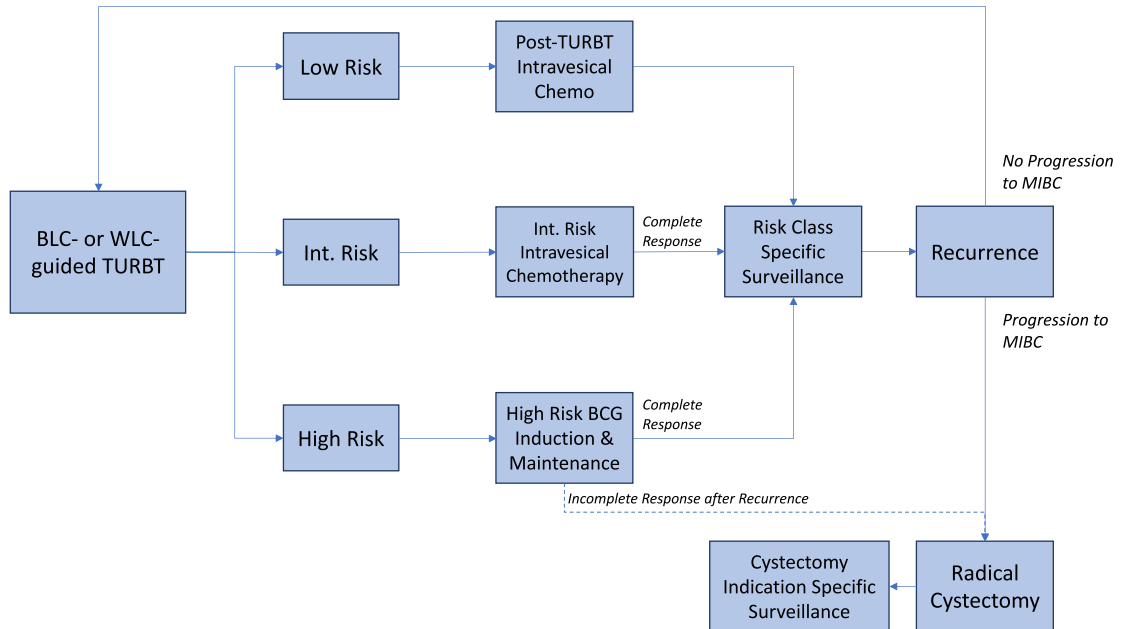 Low Risk
Post-TURBT
Intravesical
Chemo
No Progression
to MIBC
BLC- or WLC-
guided TURBT
Int. Risk
Int. Risk
Intravesical
Chemotherapy
Complete
Response
Risk Class
Specific
Surveillance
Recurrence
Progression to
MIBC
High Risk
High Risk BCG
Induction &
Maintenance
Complete
Response
Incomplete Response after Recurrence
Cystectomy
Indication Specific
Surveillance
Radical
Cystectomy